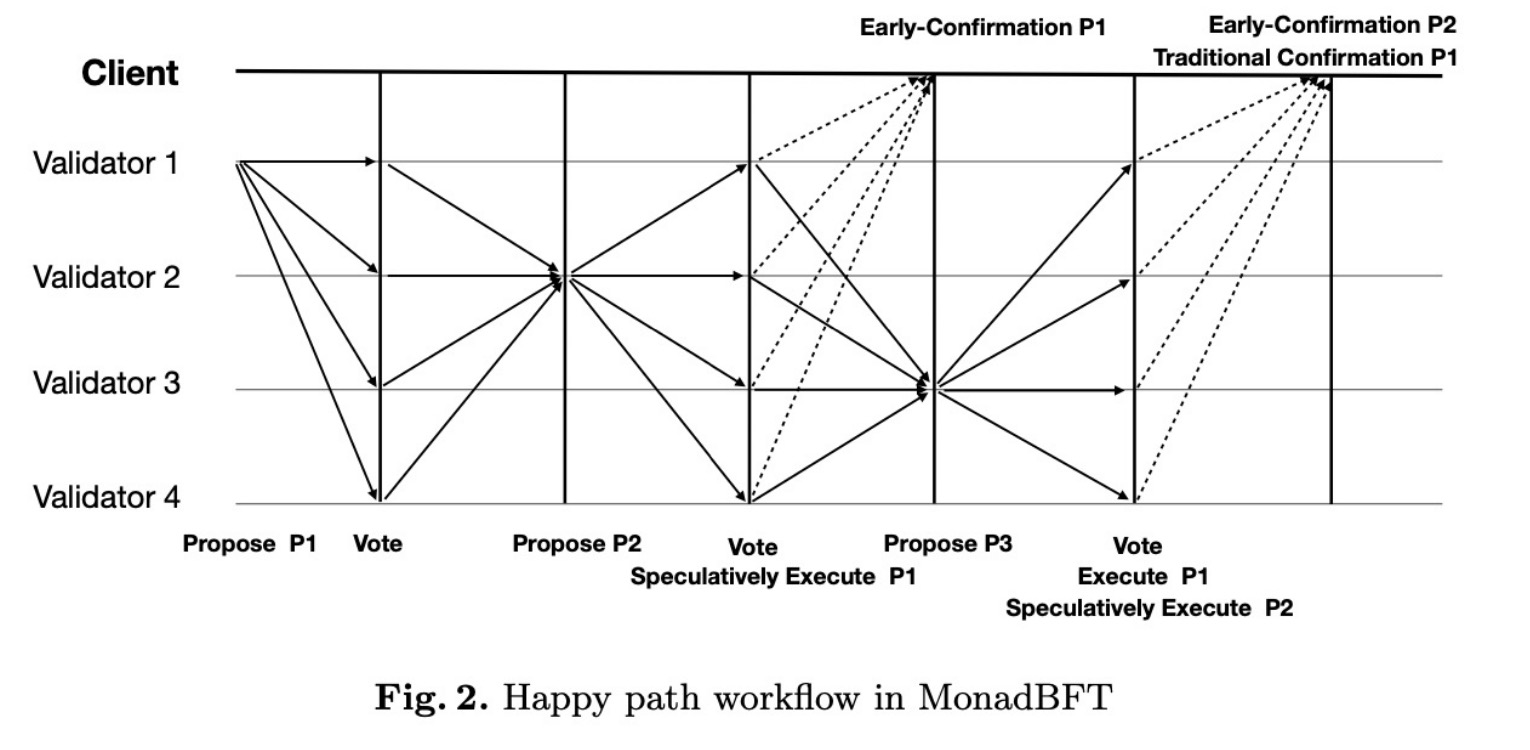 Early-Confirmation P1
Early-Confirmation P2
Traditional Confirmation P1
Client
Validator 1
Validator 2
Validator 3
Validator 4
Propose P1
Vote
Propose P2
Vote
Speculatively Execute P1
Propose P3
Vote
Execute P1
Speculatively Execute P2
Fig. 2. Happy path workflow in MonadBFT